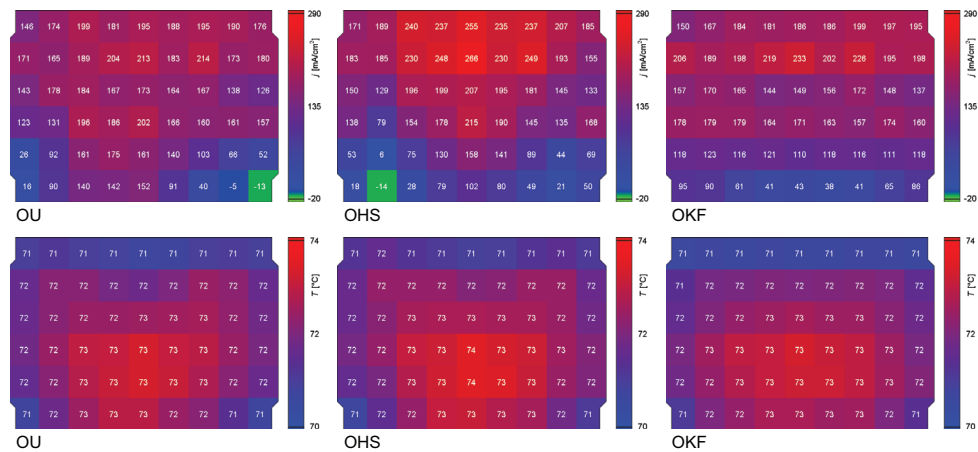 146 174 199 181 155 188 195 190 176
171 165 189 204 213 183 214 173 180
143 178 184 167 173 164 167 138 126
123 131 196 186 202 166 160 161 157
26 92 161 175 161 140 103 66 52
16 90 140 142 152 91 40 -5 -13
OU
290
135
-20
j [mA/cm²]
171 189 240 235 255 235 237 207 185
183 185 230 248 266 230 249 193 155
150 129 196 199 207 195 181 145 133
138 79 154 178 215 190 145 135 168
53 6 75 130 158 141 89 44 69
18 -14 28 79 102 80 49 21 50
OHS
290
135
-20
j [mA/cm²]
150 167 181 186 195 186 199 197 195
206 189 198 219 233 202 226 195 198
157 170 165 144 149 156 172 148 137
178 179 179 164 171 163 157 174 160
118 123 116 121 110 118 116 111 118
95 90 61 41 43 38 41 65 86
OKF
290
135
-20
j [mA/cm²]
71 71 71 71 71 71 71 71 71
72 72 72 72 72 72 72 72 72
72 72 72 72 73 73 73 72 72
72 72 73 73 73 73 72 72 72
72 72 73 73 73 73 72 72 72
71 72 73 73 73 72 72 71 71
OU
74
72
70
T [°C]
71 72 71 71 71 71 71 71 71
72 72 72 72 72 72 72 72 72
72 72 73 73 73 73 73 72 72
72 72 73 73 74 73 73 72 72
72 72 73 73 74 73 73 72 72
71 72 72 73 73 73 72 72 71
OHS
74
72
70
T [°C]
71 71 71 71 71 71 71 71 71
71 72 72 72 72 72 72 72 72
72 72 73 73 73 73 72 72 72
72 72 73 73 73 73 73 72 72
72 72 73 73 73 73 73 72 72
71 72 72 73 73 73 72 72 71
OKF
74
72
70
T [°C]